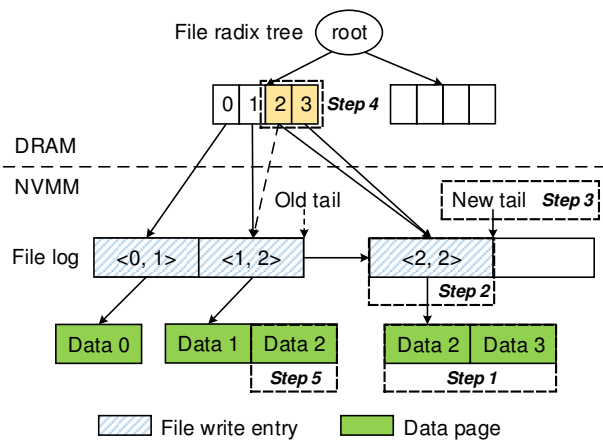 File radix tree
root
0 1 2 3
Step 4
DRAM
NVMM
Old tail
New tail Step 3
File log
<0, 1> <1, 2> <2, 2>
Step 2
Data 0 Data 1 Data 2 Data 2 Data 3
Step 5
Step 1
File write entry
Data page